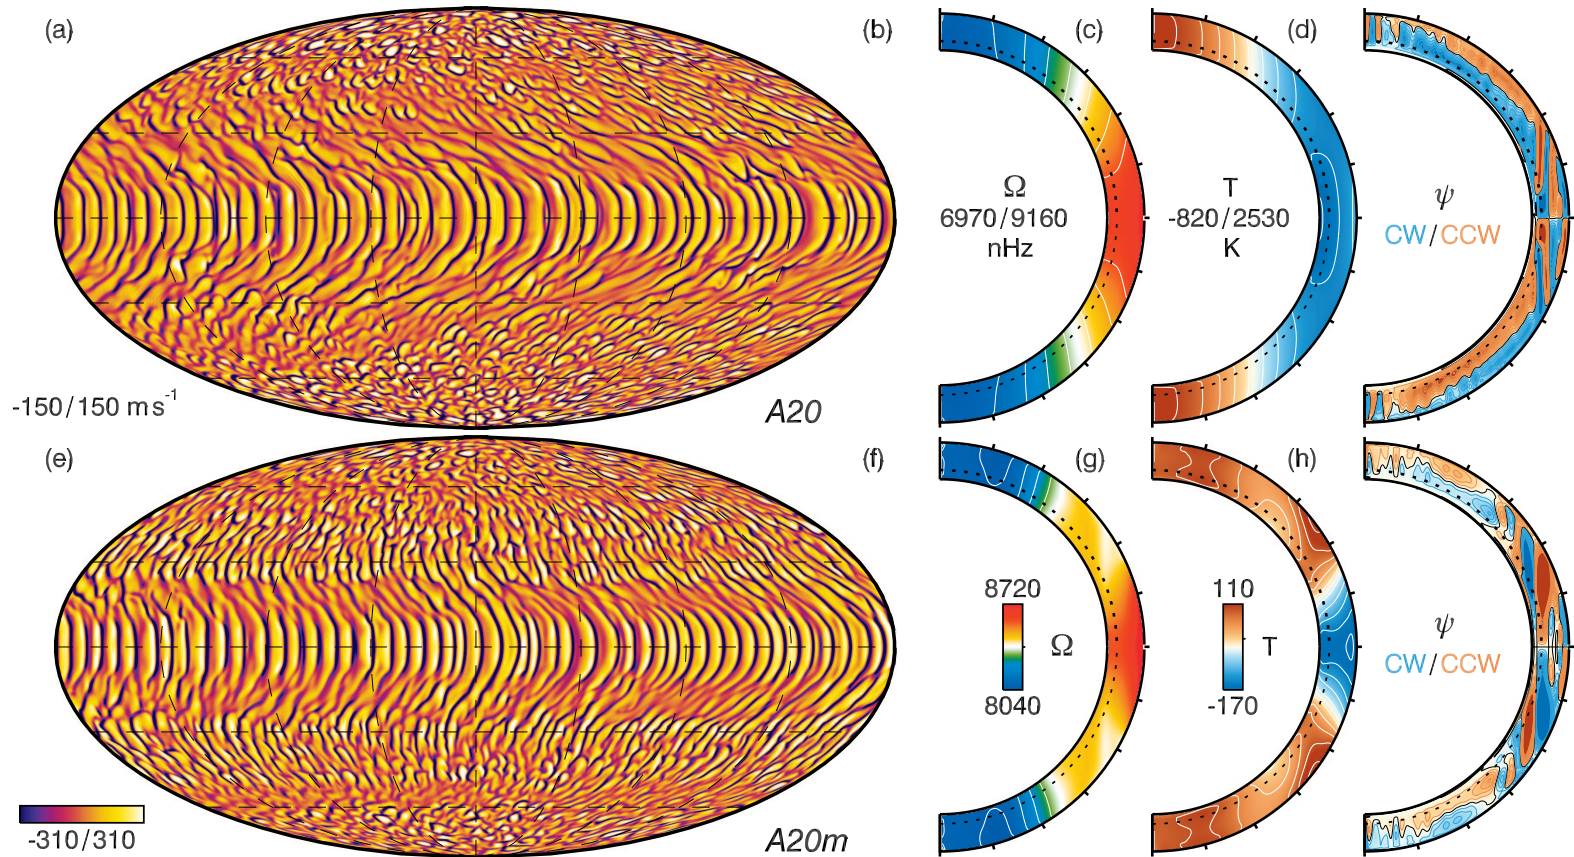 (a)
(b)
(c)
(d)
Ω
6970/9160
nHz
T
-820/2530
K
ψ
CW/CCW
-150/150 ms⁻¹
A20
(e)
(f)
(g)
(h)
8720
Ω
8040
110
T
-170
ψ
CW/CCW
-310/310
A20m